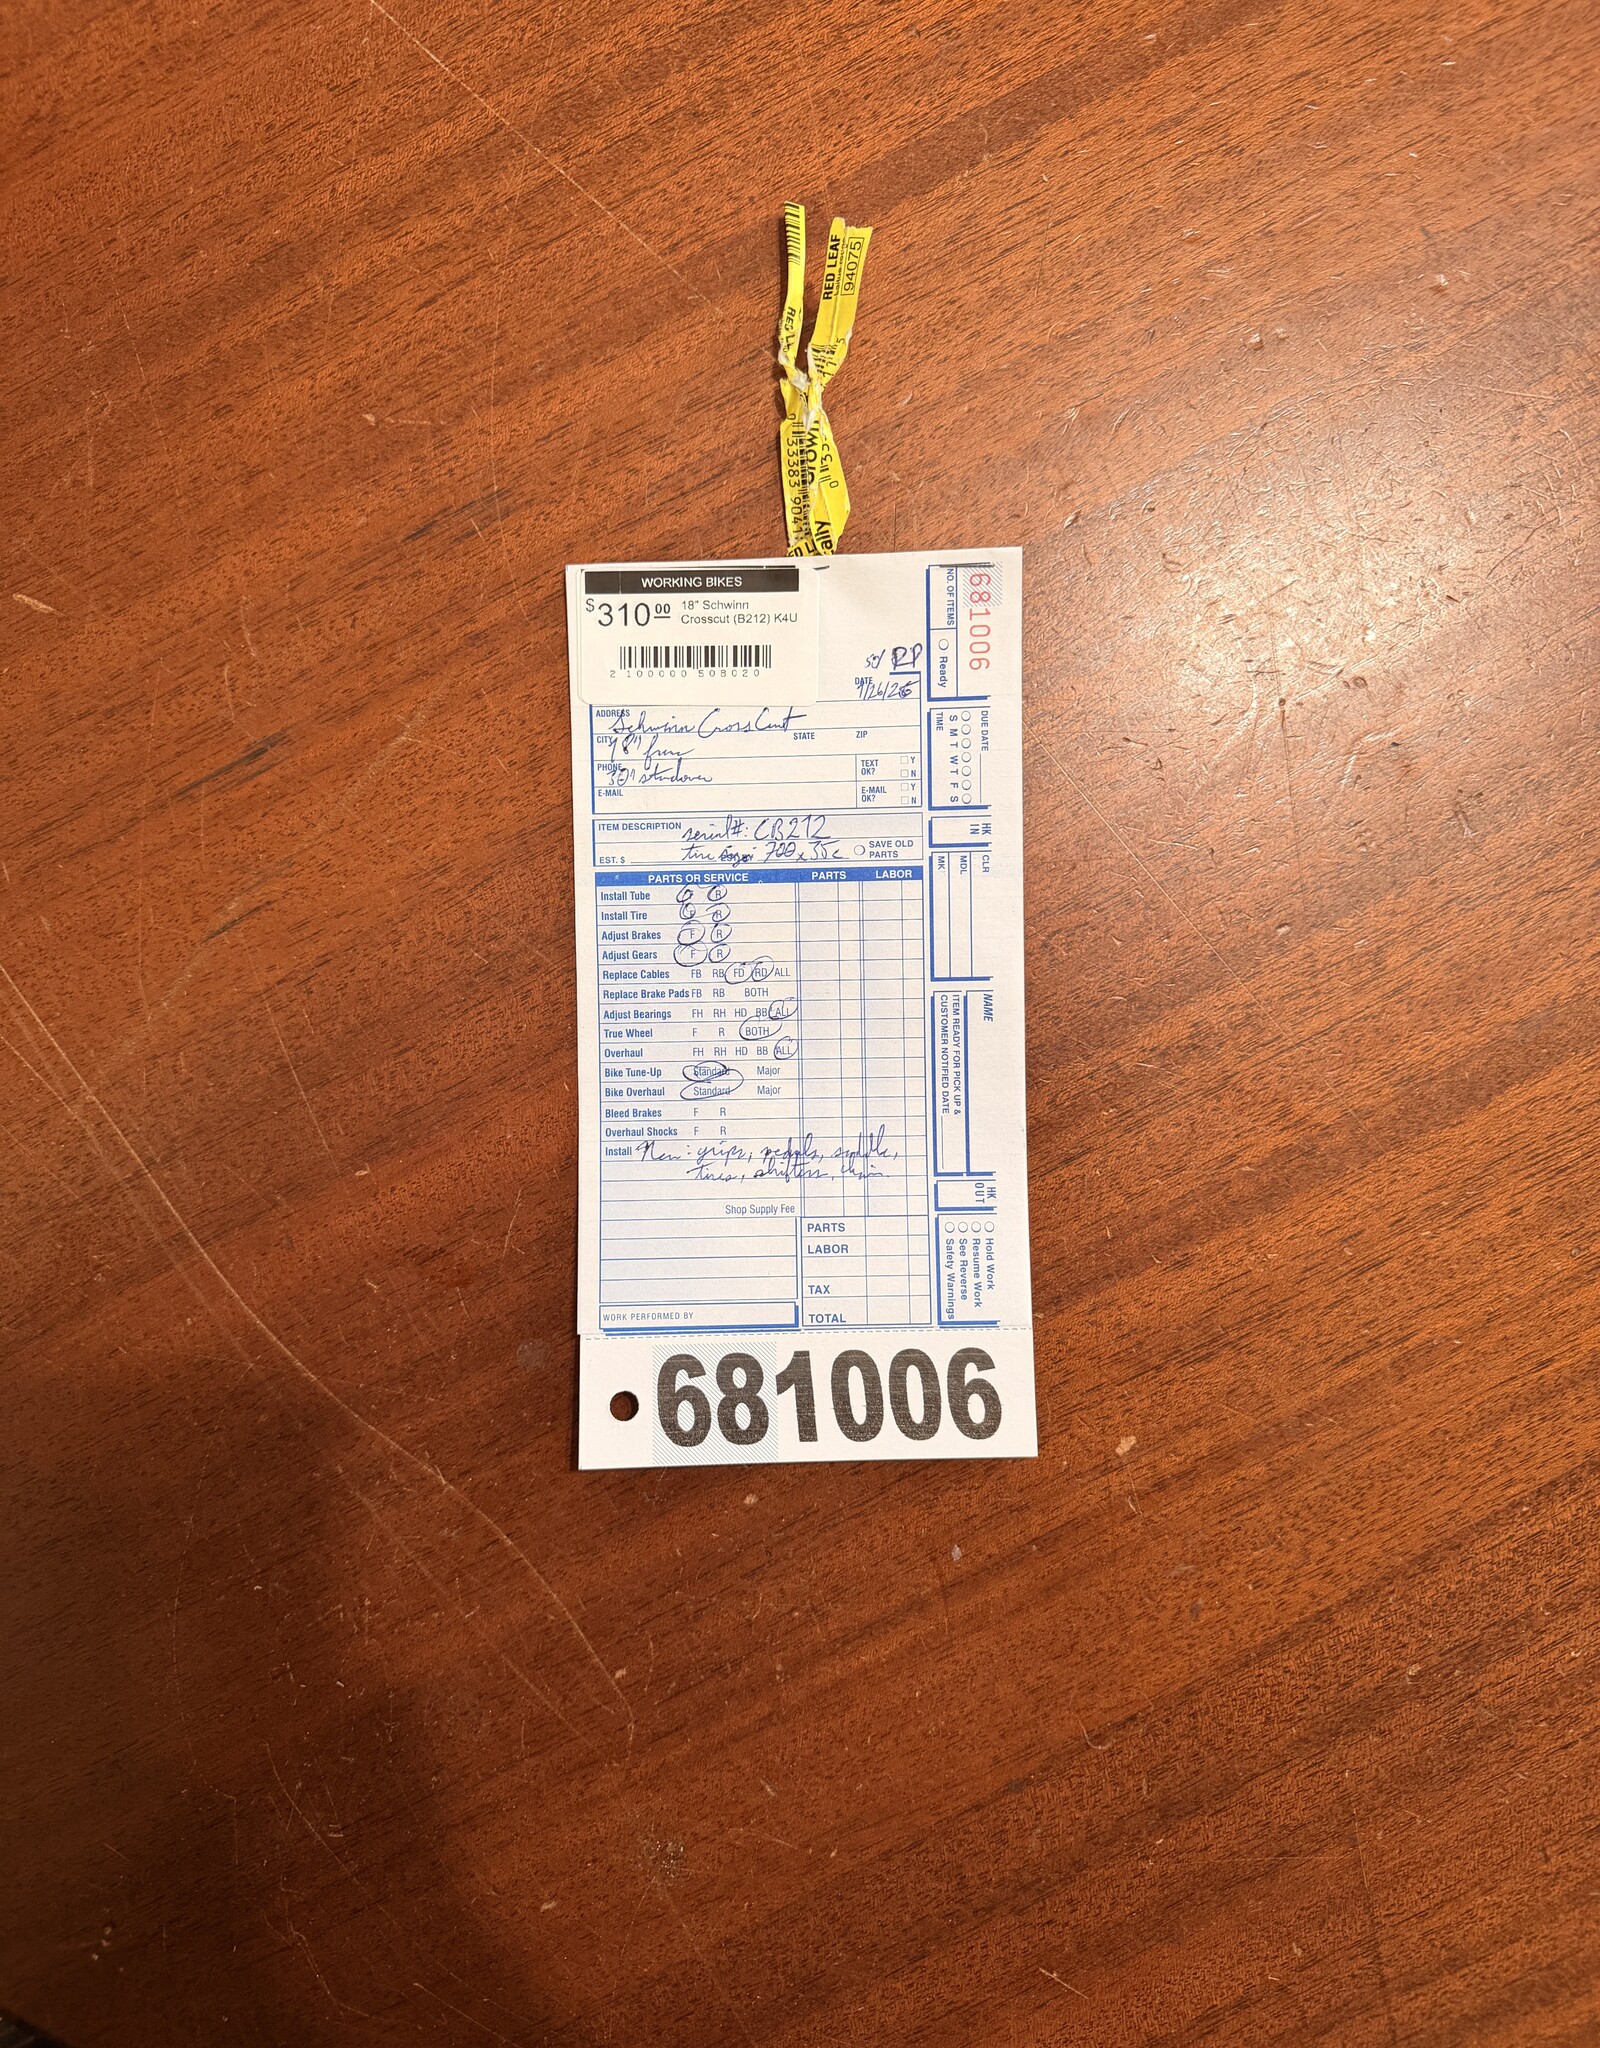 RED LEAF
94075
0 33383 9041
WORKING BIKES
$310.00 18" Schwinn
Crosscut (B212) K4U
2 100000 508020
DATE
ADDRESS Schwinn CrossCut
CITY 18" STATE ZIP
PHONE 30" standover TEXT OK? Y N
E-MAIL E-MAIL OK? Y N
ITEM DESCRIPTION serial#: CB212
EST. $ tire 700 x 35c SAVE OLD PARTS
PARTS OR SERVICE PARTS LABOR
Install Tube F R
Install Tire F R
Adjust Brakes F R
Adjust Gears F R
Replace Cables FB RB FD RD ALL
Replace Brake Pads FB RB BOTH
Adjust Bearings FH RH HD BB ALL
True Wheel F R BOTH
Overhaul FH RH HD BB ALL
Bike Tune-Up Standard Major
Bike Overhaul Standard Major
Bleed Brakes F R
Overhaul Shocks F R
Install New: grips, pedals, saddle,
tires, shifters, chain.
Shop Supply Fee
PARTS
LABOR
TAX
WORK PERFORMED BY TOTAL
681006
681006
NO. OF ITEMS Ready
DUE DATE
S M T W T F S
TIME
HK IN
CLR
MDL
MK
NAME
ITEM READY FOR PICK UP &
CUSTOMER NOTIFIED DATE
HK OUT
Hold Work
Resume Work
See Reverse
Safety Warnings